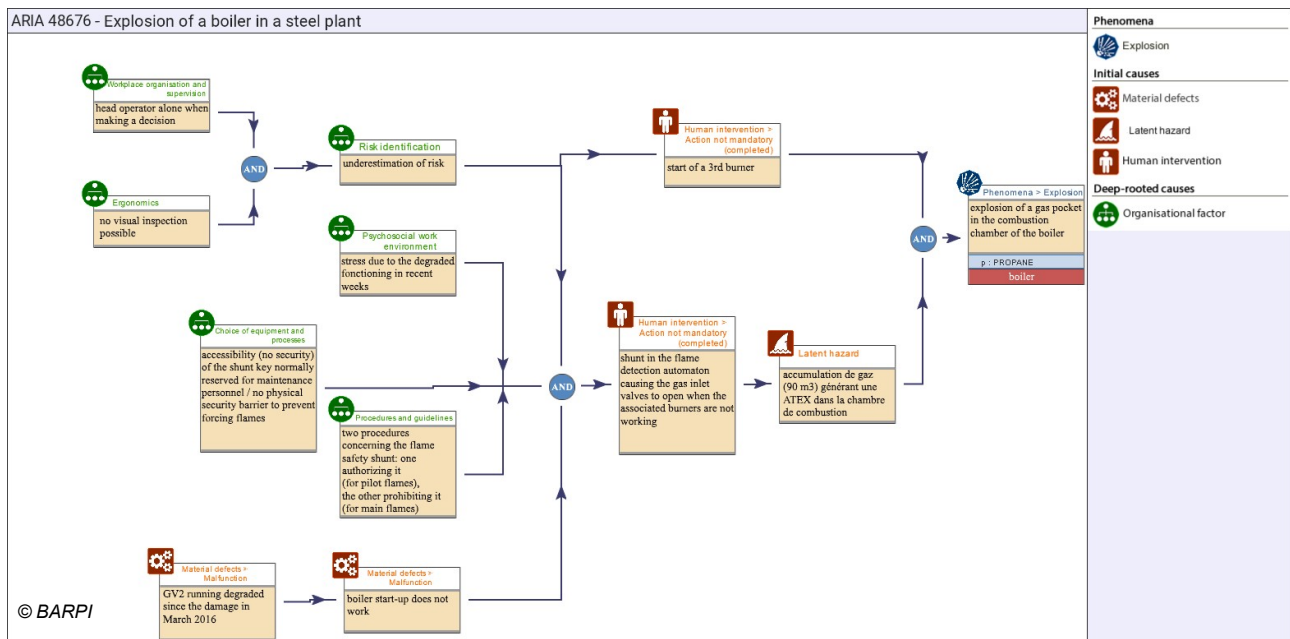 ARIA 48676 - Explosion of a boiler in a steel plant
Workplace organisation and
supervision
head operator alone when
making a decision
Ergonomics
no visual inspection
possible
AND
Risk identification
underestimation of risk
Psychosocial work
environment
stress due to the degraded
fonctioning in recent
weeks
Choice of equipment and
processes
accessibility (no security)
of the shunt key normally
reserved for maintenance
personnel / no physical
security barrier to prevent
forcing flames
Procedures and guidelines
two procedures
concerning the flame
safety shunt: one
authorizing it
(for pilot flames),
the other prohibiting it
(for main flames)
Material defects>
Malfunction
GV2 running degraded
since the damage in
March 2016
Material defects>
Malfunction
boiler start-up does not
work
AND
Human intervention >
Action not mandatory
(completed)
start of a 3rd burner
Human intervention >
Action not mandatory
(completed)
shunt in the flame
detection automaton
causing the gas inlet
valves to open when the
associated burners are not
working
Latent hazard
accumulation de gaz
(90 m3) générant une
ATEX dans la chambre
de combustion
AND
Phenomena > Explosion
explosion of a gas pocket
in the combustion
chamber of the boiler
p : PROPANE
boiler
© BARPI
Phenomena
Explosion
Initial causes
Material defects
Latent hazard
Human intervention
Deep-rooted causes
Organisational factor